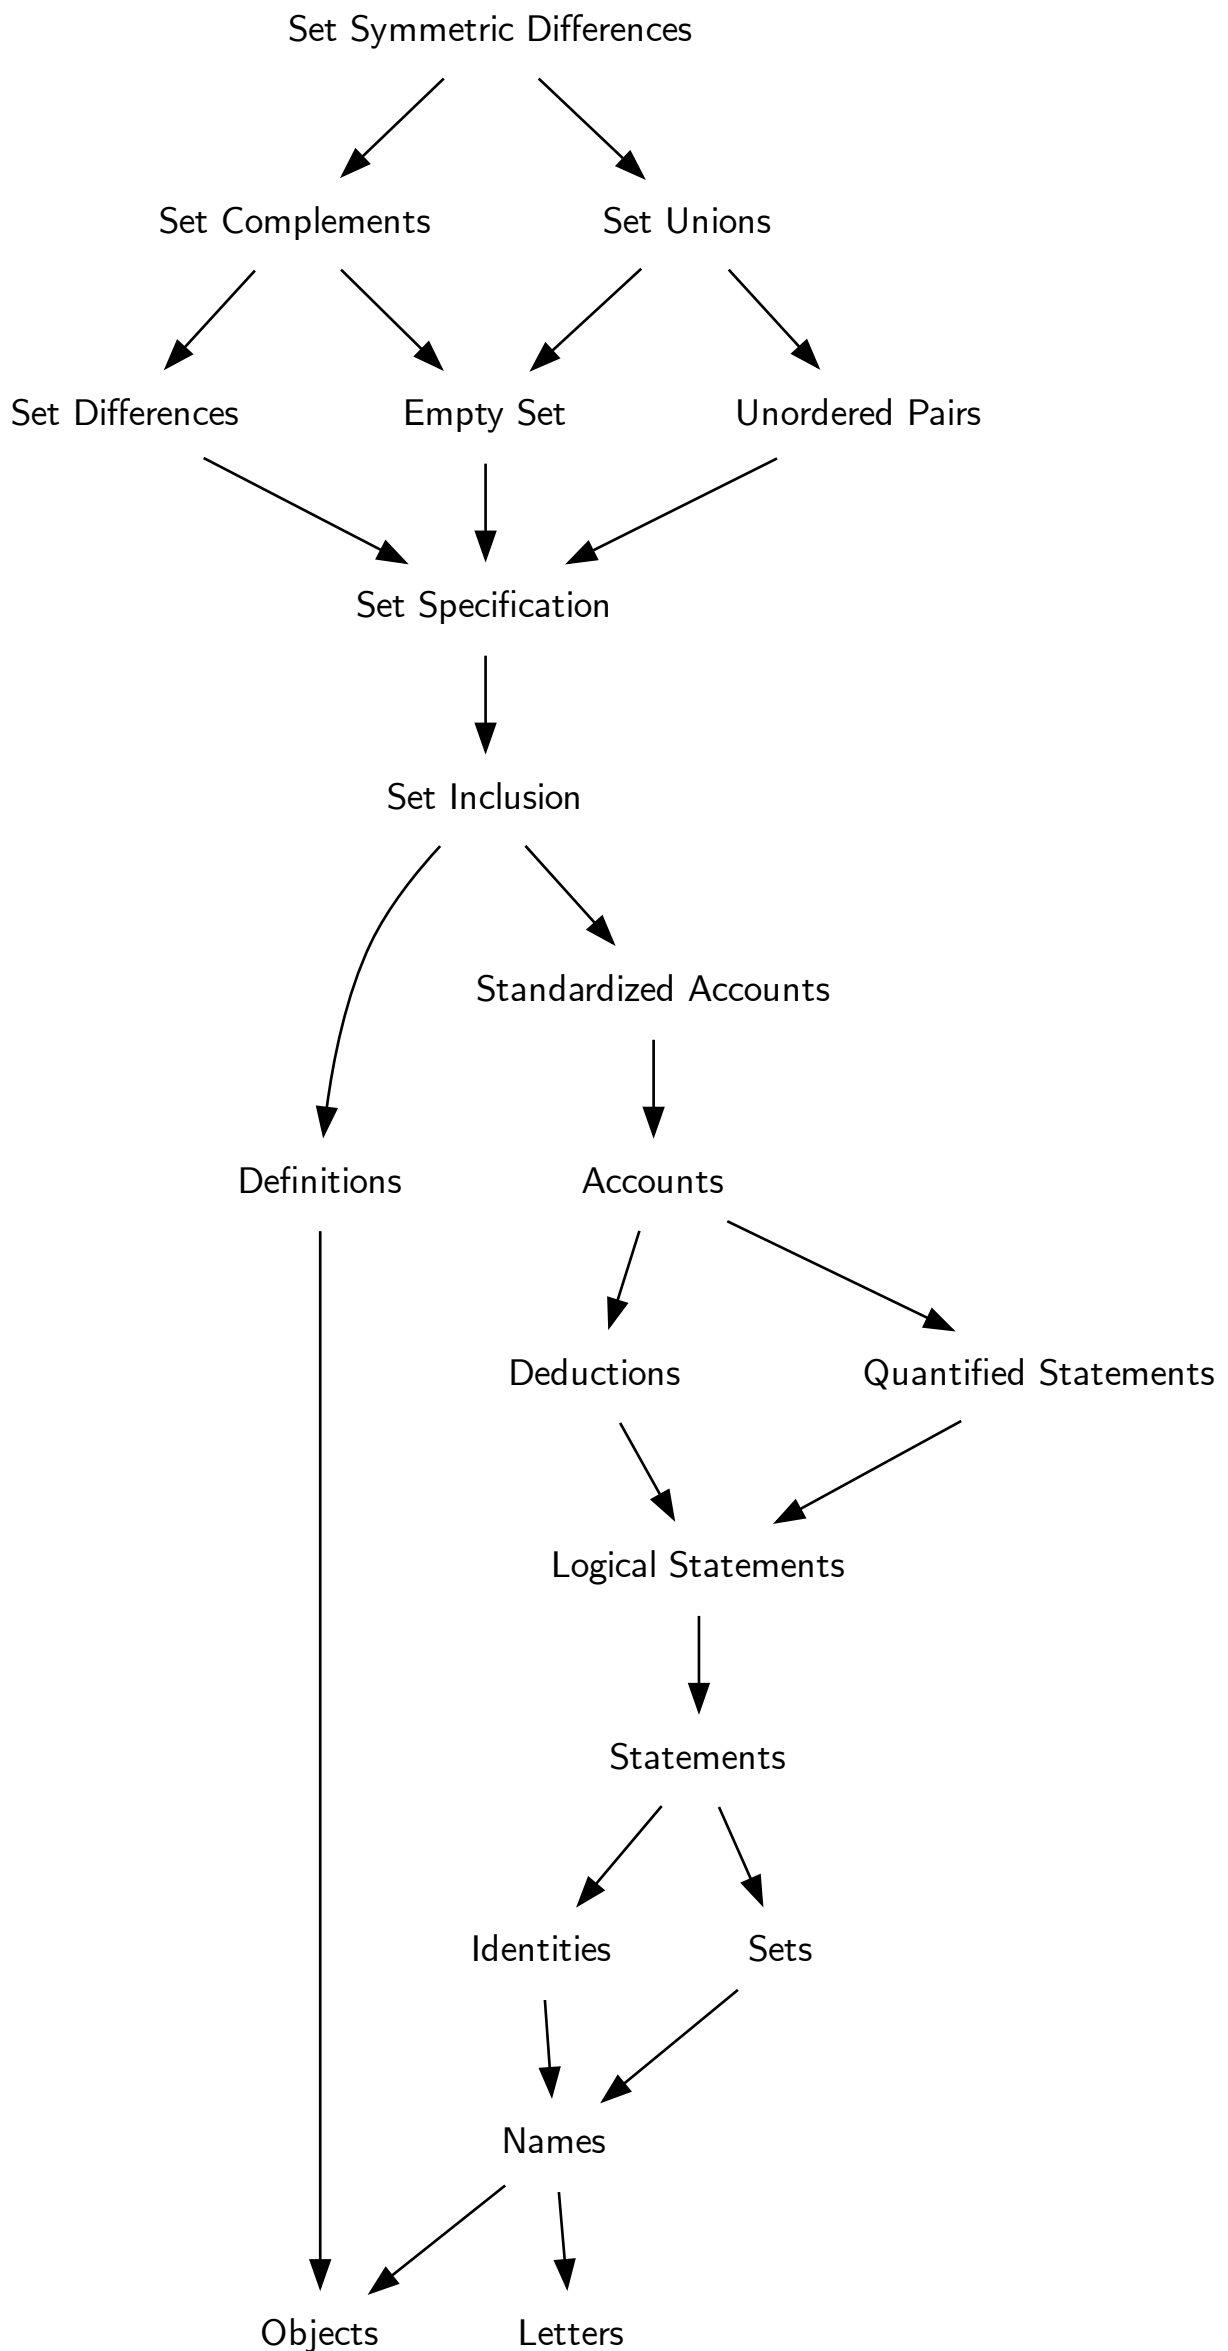 Set Symmetric Differences
Set Complements
Set Unions
Set Differences
Empty Set
Unordered Pairs
Set Specification
Set Inclusion
Standardized Accounts
Definitions
Accounts
Deductions
Quantified Statements
Logical Statements
Statements
Identities
Sets
Names
Objects
Letters